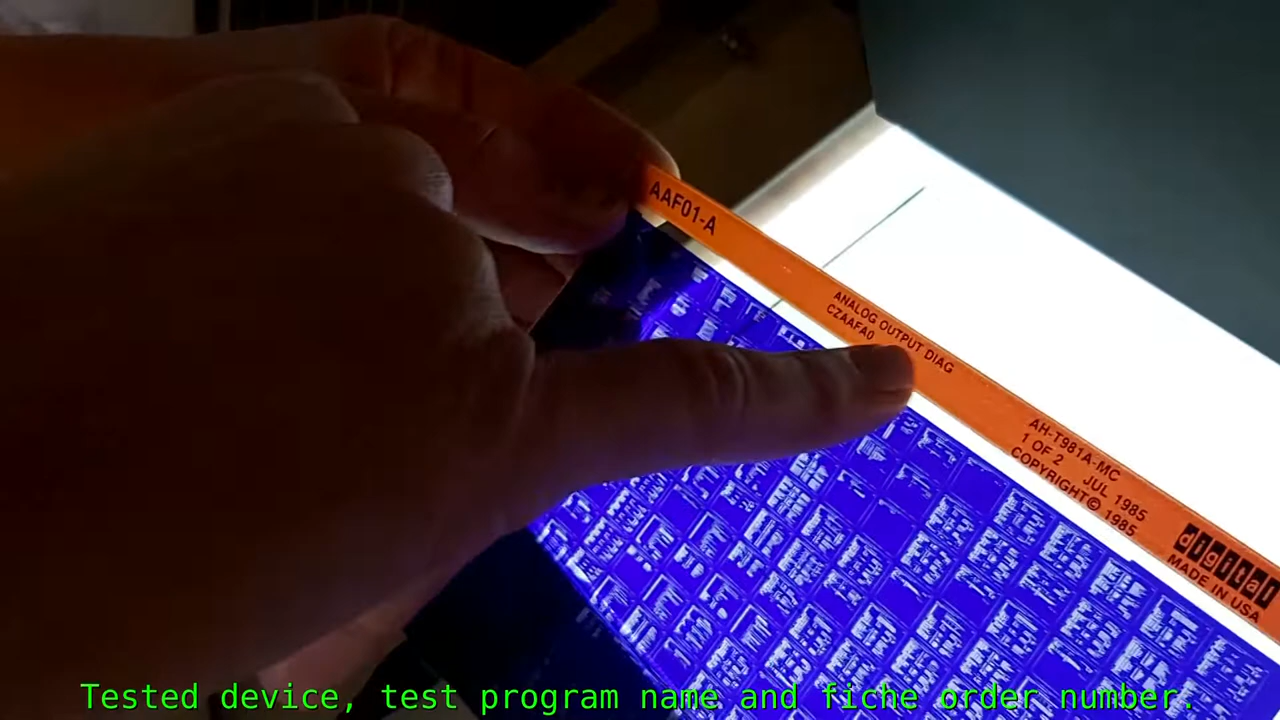 AAF01-A
ANALOG OUTPUT DIAG
CZAAFA0
AH-T981A-MC
1 OF 2 JUL 1985
COPYRIGHT© 1985
digital
MADE IN USA
Tested device, test program name and fiche order number.